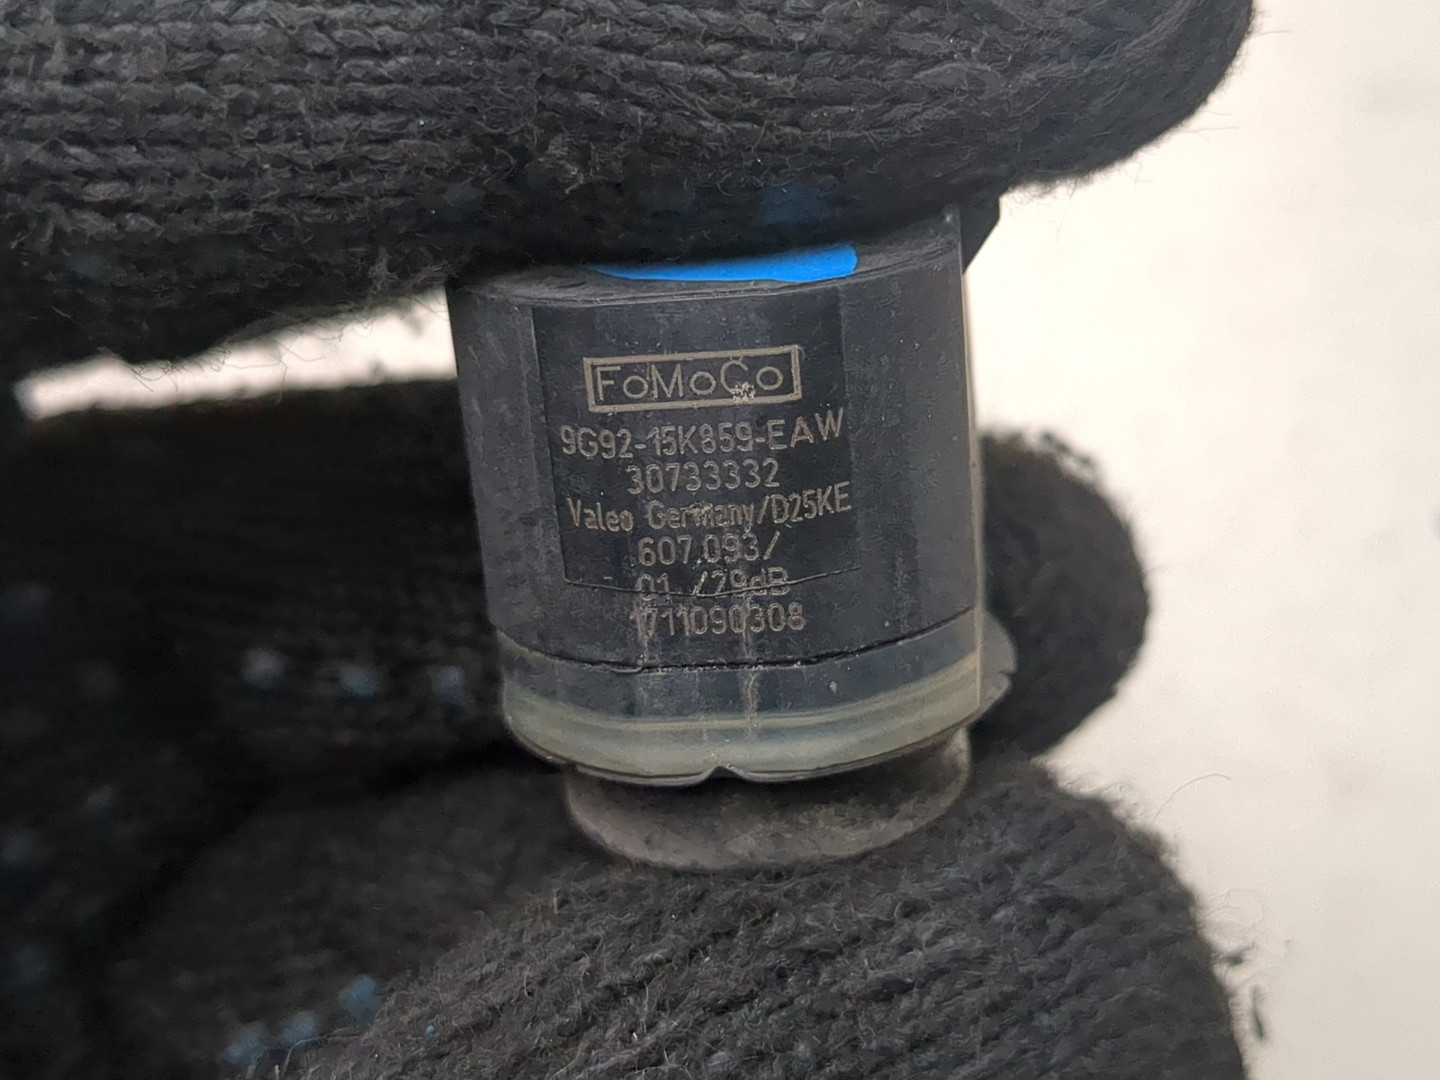 FoMoCo
9G92-15K859-EAW
30733332
Valeo Germany/D25KE
607.093/
01 /29dB
1711090308